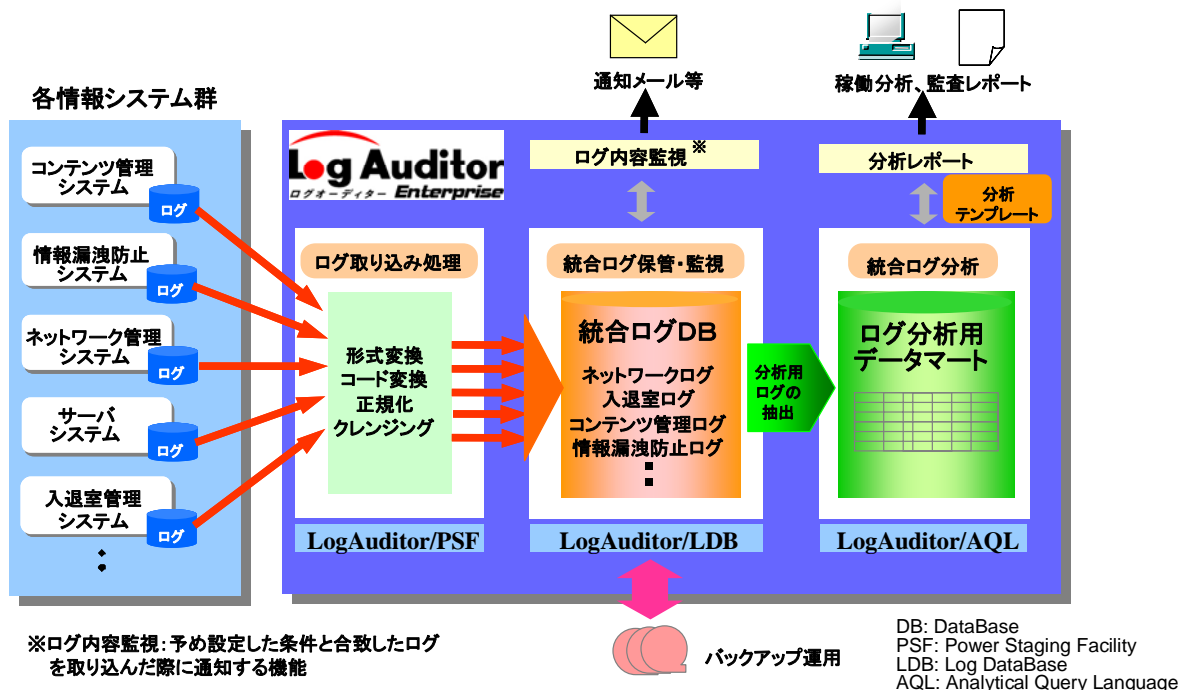 通知メール等
稼働分析、監査レポート
各情報システム群
コンテンツ管理
システム
ログ
情報漏洩防止
システム
ログ
ネットワーク管理
システム
ログ
サーバ
システム
ログ
入退室管理
システム
ログ
Log Auditor
ログオーディター Enterprise
ログ内容監視※
分析レポート
分析
テンプレート
ログ取り込み処理
形式変換
コード変換
正規化
クレンジング
LogAuditor/PSF
統合ログ保管・監視
統合ログDB
ネットワークログ
入退室ログ
コンテンツ管理ログ
情報漏洩防止ログ
LogAuditor/LDB
分析用
ログの
抽出
統合ログ分析
ログ分析用
データマート
LogAuditor/AQL
※ログ内容監視:予め設定した条件と合致したログ
を取り込んだ際に通知する機能
バックアップ運用
DB: DataBase
PSF: Power Staging Facility
LDB: Log DataBase
AQL: Analytical Query Language